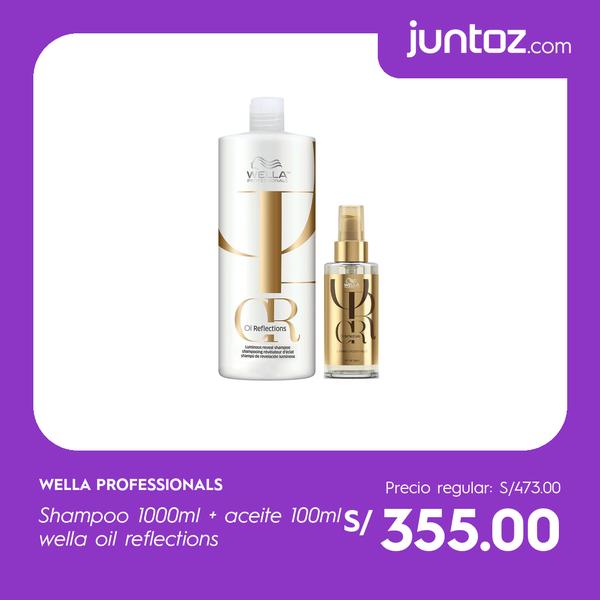 juntoz.com
WELLA
PROFESSIONALS
Oil Reflections
Luminous reveal shampoo
shampooing révélateur d'éclat
shampú de revelación luminosa
WELLA
WELLA PROFESSIONALS
Shampoo 1000ml + aceite 100ml
wella oil reflections
Precio regular: S/473.00
S/ 355.00